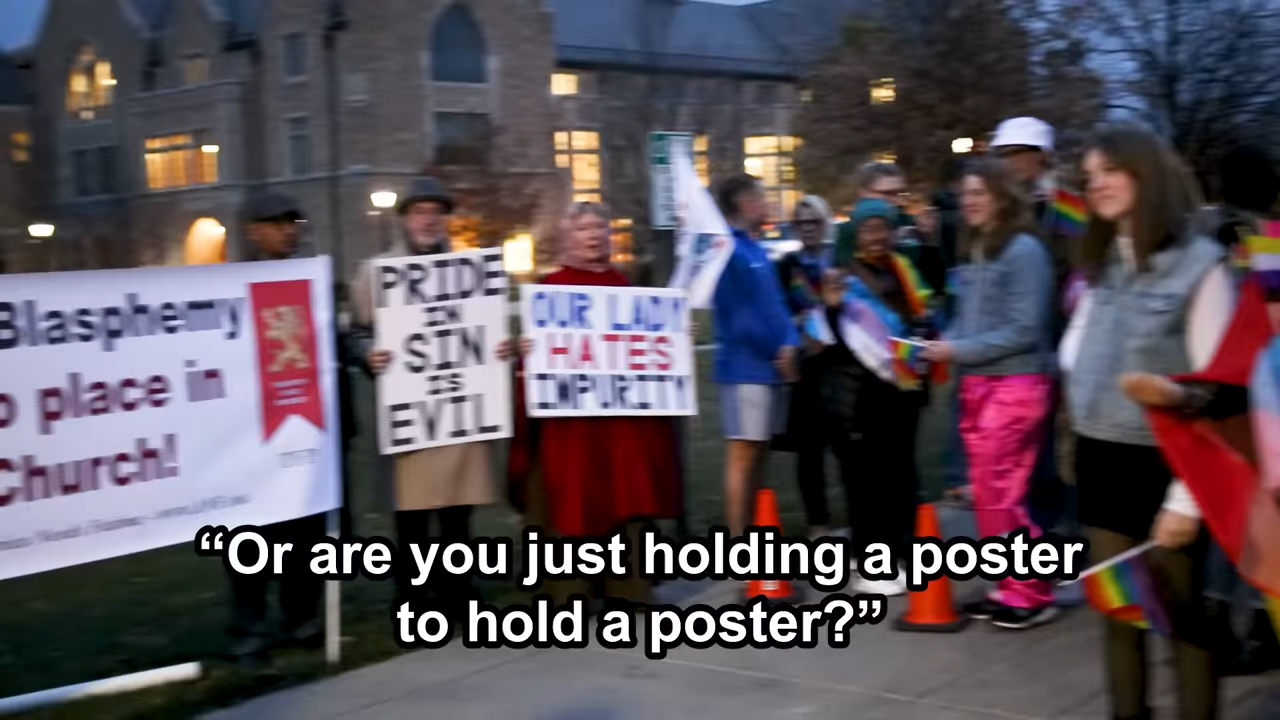 Blasphemy
place in
Church!
PRIDE
IN
SIN
IS
EVIL
OUR LADY
HATES
IMPURITY
“Or are you just holding a poster
to hold a poster?”